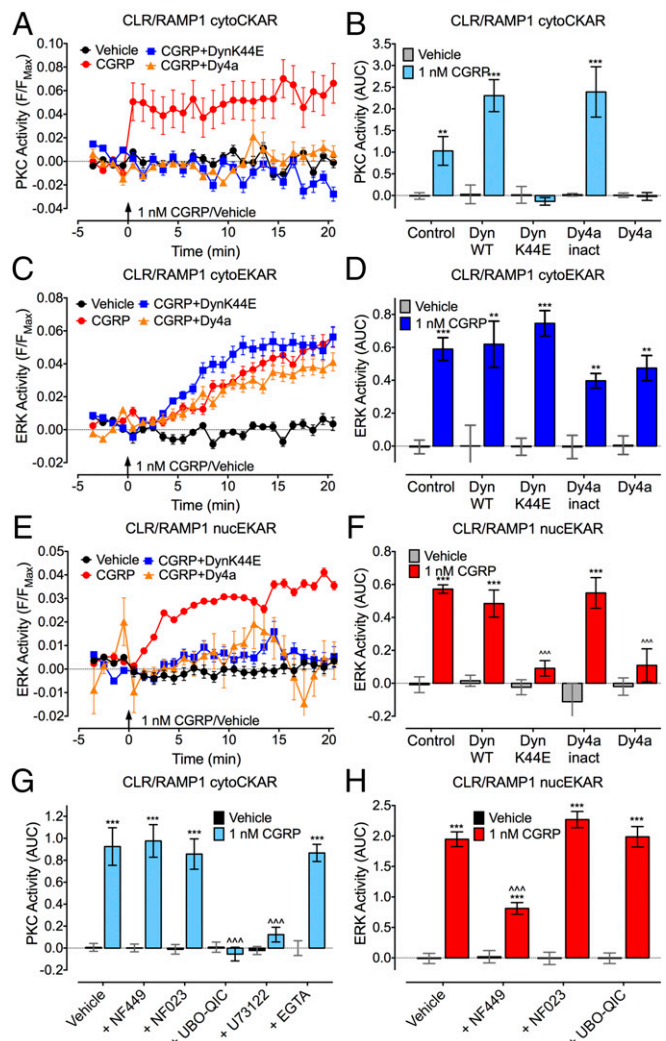 A CLR/RAMP1 cytoCKAR
Vehicle CGRP+DynK44E
CGRP CGRP+Dy4a
PKC Activity (F/FMax)
0.10
0.08
0.06
0.04
0.02
0.00
0.02
0.04
1 nM CGRP/Vehicle
-5 0 5 10 15 20
Time (min)
B CLR/RAMP1 cytoCKAR
Vehicle
1 nM CGRP
PKC Activity (AUC)
3.5
3.0
2.5
2.0
1.5
1.0
0.5
0.0
-0.5
** *** ***
Control Dyn WT Dyn K44E Dy4a inact Dy4a
C CLR/RAMP1 cytoEKAR
Vehicle CGRP+DynK44E
CGRP CGRP+Dy4a
ERK Activity (F/FMax)
0.10
0.08
0.06
0.04
0.02
0.00
0.02
1 nM CGRP/Vehicle
-5 0 5 10 15 20
Time (min)
D CLR/RAMP1 cytoEKAR
Vehicle
1 nM CGRP
ERK Activity (AUC)
1.0
0.8
0.6
0.4
0.2
0.0
*** ** *** ** **
Control Dyn WT Dyn K44E Dy4a inact Dy4a
E CLR/RAMP1 nucEKAR
Vehicle CGRP+DynK44E
CGRP CGRP+Dy4a
ERK Activity (F/FMax)
0.05
0.04
0.03
0.02
0.01
0.00
0.01
0.02
1 nM CGRP/Vehicle
-5 0 5 10 15 20
Time (min)
F CLR/RAMP1 nucEKAR
Vehicle
1 nM CGRP
ERK Activity (AUC)
0.8
0.6
0.4
0.2
0.0
-0.2
*** *** ^^^ *** ^^^
Control Dyn WT Dyn K44E Dy4a inact Dy4a
G CLR/RAMP1 cytoCKAR
Vehicle
1 nM CGRP
PKC Activity (AUC)
1.4
1.2
1.0
0.8
0.6
0.4
0.2
0.0
-0.2
*** *** *** ^^^ ^^^ ***
Vehicle + NF449 + NF023 + UBO-QIC + U73122 + EGTA
H CLR/RAMP1 nucEKAR
Vehicle
1 nM CGRP
ERK Activity (AUC)
2.5
2.0
1.5
1.0
0.5
0.0
*** ^^^ *** *** ***
Vehicle + NF449 + NF023 + UBO-QIC